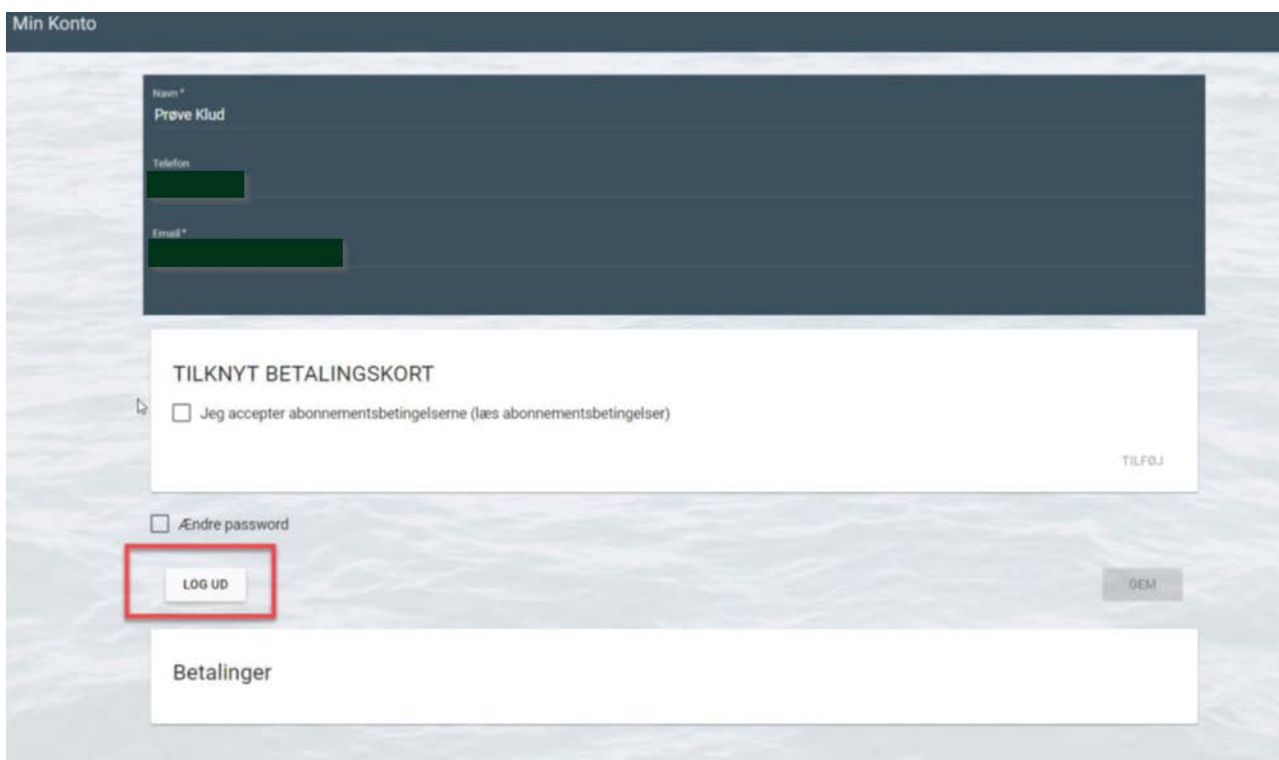 Min Konto
Navn *
Prøve Klud
Telefon
Email *
TILKNYT BETALINGSKORT
Jeg accepter abonnementsbetingelserne (læs abonnementsbetingelser)
TILFØJ
Ændre password
LOG UD
GEM
Betalinger